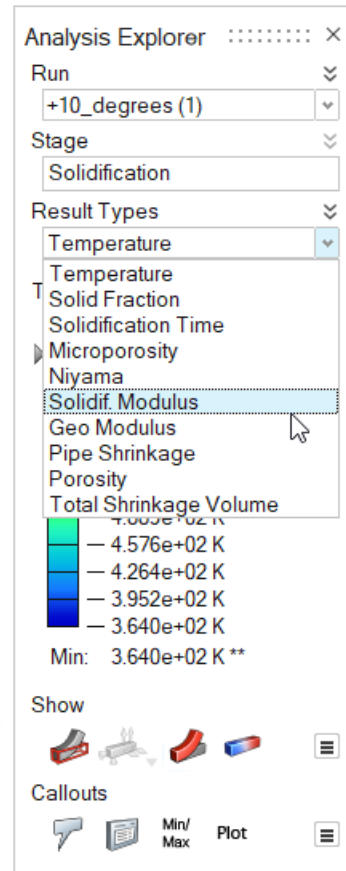 Analysis Explorer
Run
+10_degrees (1)
Stage
Solidification
Result Types
Temperature
Temperature
T
Solid Fraction
Solidification Time
Microporosity
Niyama
Solidif. Modulus
Geo Modulus
Pipe Shrinkage
Porosity
Total Shrinkage Volume
4.576e+02 K
4.264e+02 K
3.952e+02 K
3.640e+02 K
Min: 3.640e+02 K **
Show
Callouts
Min/
Max
Plot